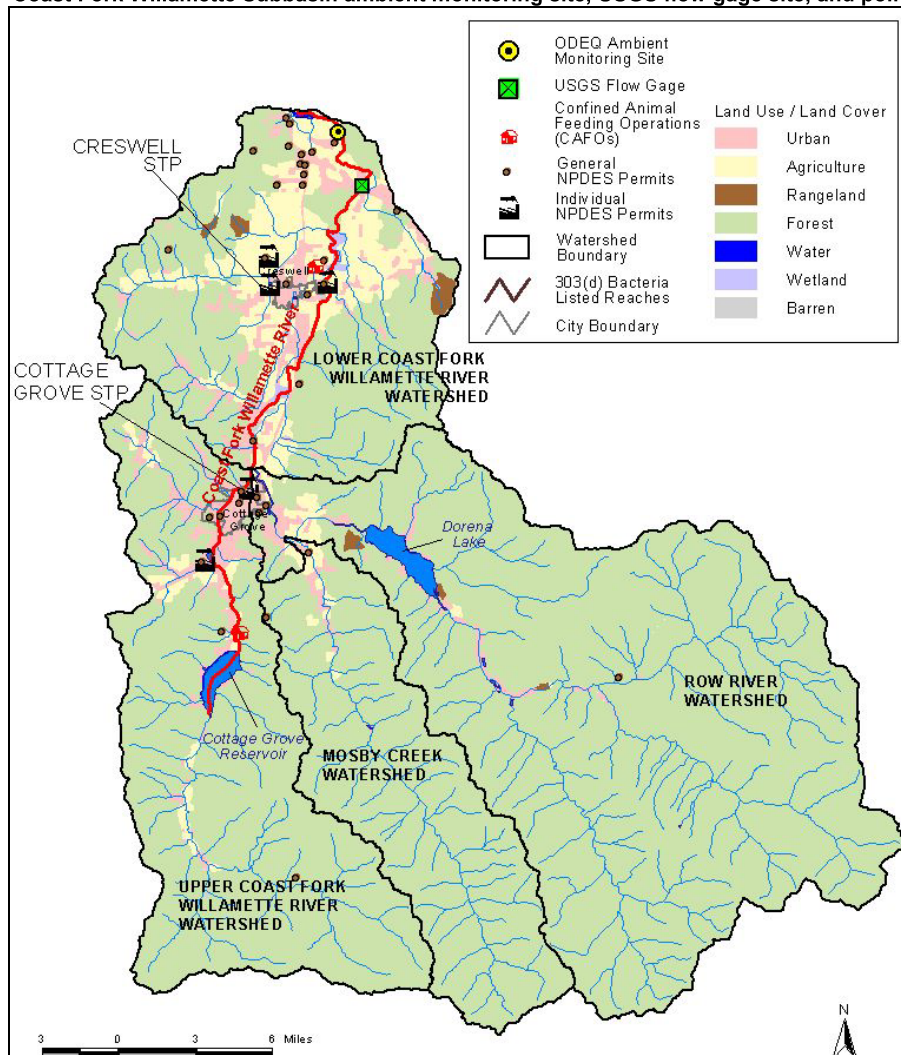 Coast Fork Willamette Subbasin ambient monitoring site, USGS flow gage site, and
ODEQ Ambient
Monitoring Site
USGS Flow Gage
Confined Animal
Feeding Operations
(CAFOs)
General
NPDES Permits
Individual
NPDES Permits
Watershed
Boundary
303(d) Bacteria
Listed Reaches
City Boundary
Land Use / Land Cover
Urban
Agriculture
Rangeland
Forest
Water
Wetland
Barren
CRESWELL
STP
Creswell
COTTAGE
GROVE STP
Coast Fork Willamette River
LOWER COAST FORK
WILLAMETTE RIVER
WATERSHED
Cottage
Grove
Dorena
Lake
ROW RIVER
WATERSHED
Cottage Grove
Reservoir
MOSBY CREEK
WATERSHED
UPPER COAST FORK
WILLAMETTE RIVER
WATERSHED
3 0 3 6 Miles
N